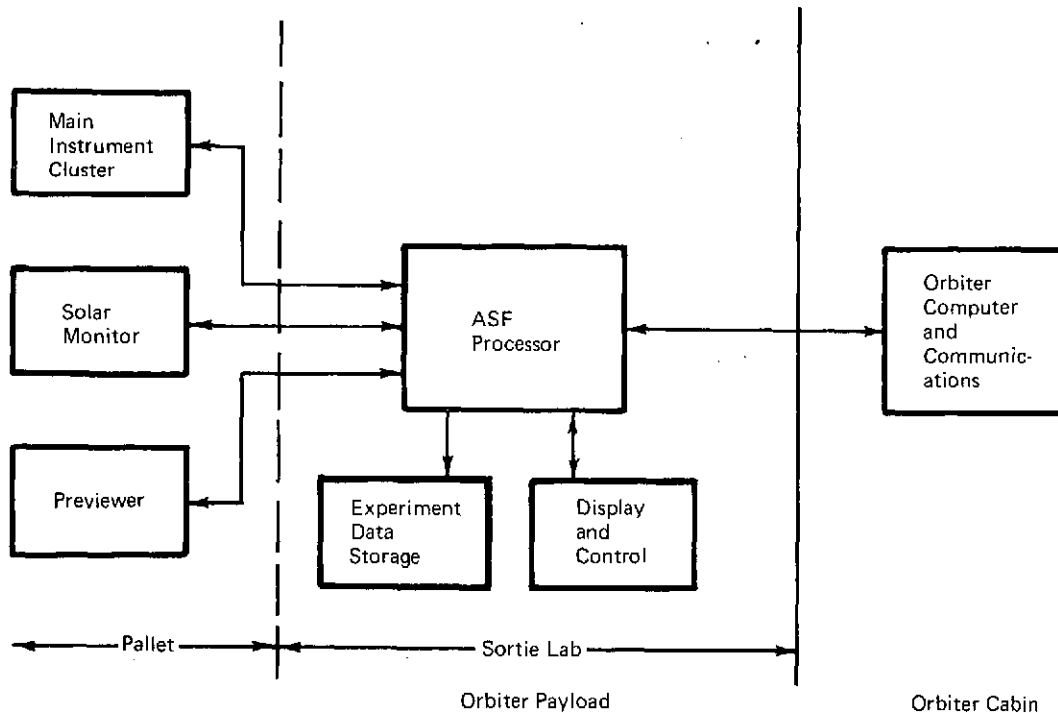 Main
Instrument
Cluster
Solar
Monitor
Previewer
ASF
Processor
Experiment
Data
Storage
Display
and
Control
Orbiter
Computer
and
Communic-
ations
Pallet
Sortie Lab
Orbiter Payload
Orbiter Cabin